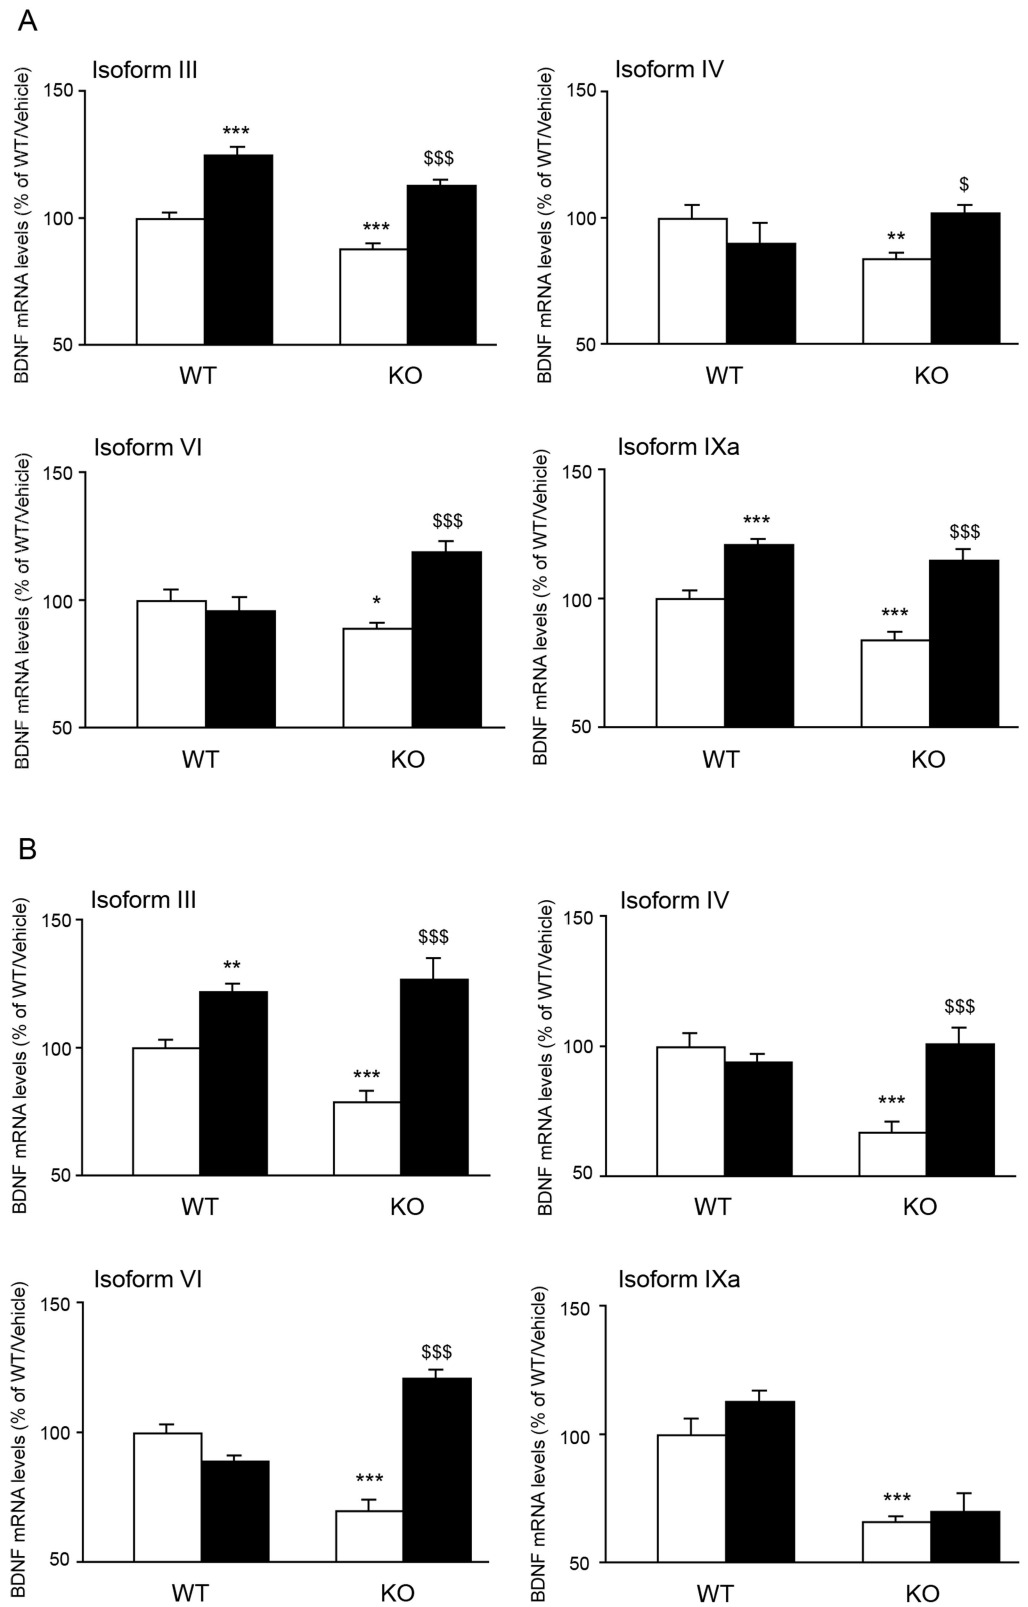 A
Isoform III
BDNF mRNA levels (% of WT/Vehicle)
150
100
50
***
***
$$$
WT
KO
Isoform IV
BDNF mRNA levels (% of WT/Vehicle)
150
100
50
**
$
WT
KO
Isoform VI
BDNF mRNA levels (% of WT/Vehicle)
150
100
50
*
$$$
WT
KO
Isoform IXa
BDNF mRNA levels (% of WT/Vehicle)
150
100
50
***
***
$$$
WT
KO
B
Isoform III
BDNF mRNA levels (% of WT/Vehicle)
150
100
50
**
***
$$$
WT
KO
Isoform IV
BDNF mRNA levels (% of WT/Vehicle)
150
100
50
***
$$$
WT
KO
Isoform VI
BDNF mRNA levels (% of WT/Vehicle)
150
100
50
***
$$$
WT
KO
Isoform IXa
BDNF mRNA levels (% of WT/Vehicle)
150
100
50
***
WT
KO